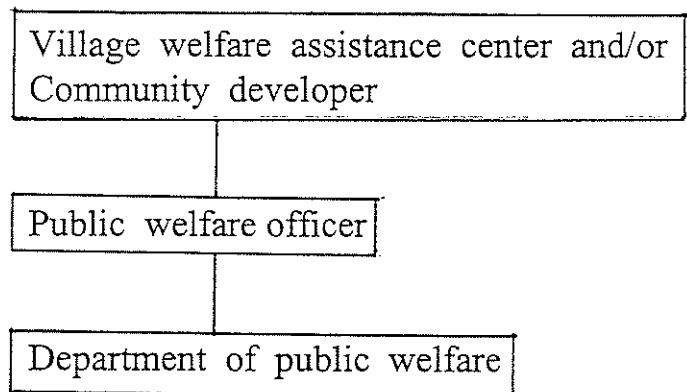 Village welfare assistance center and/or
Community developer
Public welfare officer
Department of public welfare